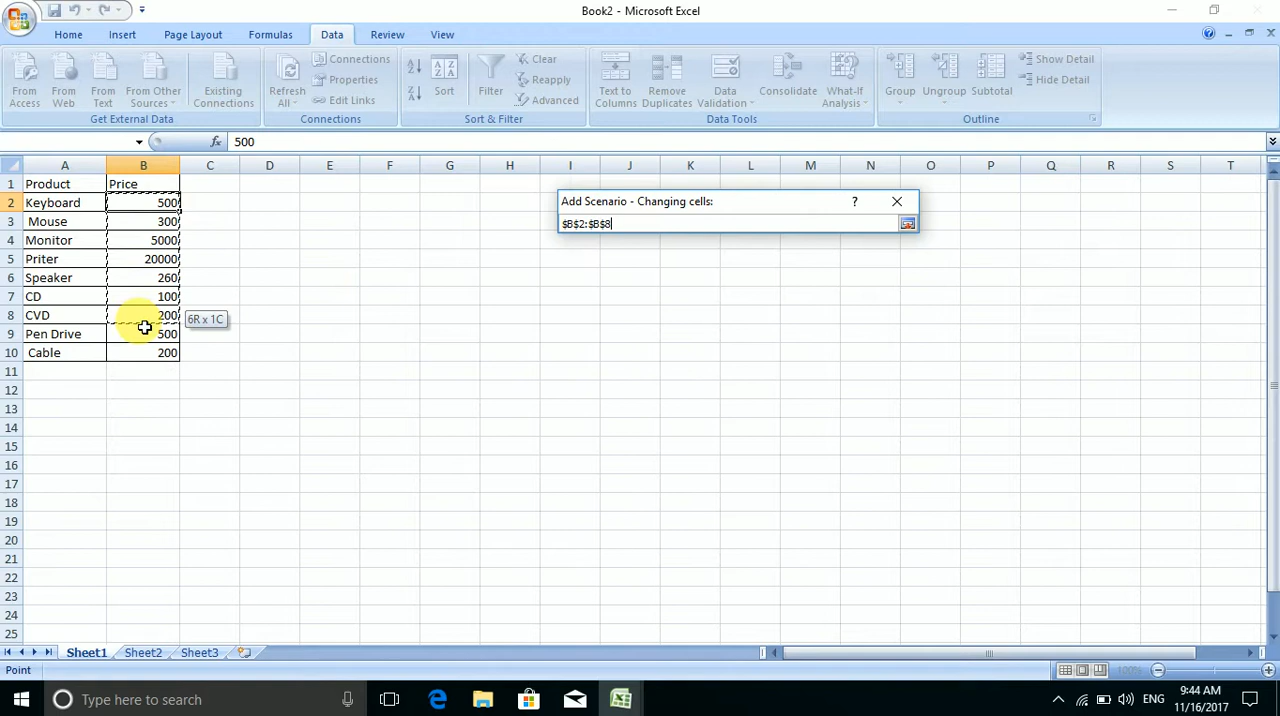 Book2 - Microsoft Excel
Home Insert Page Layout Formulas Data Review View
From Access
From Web
From Text
From Other Sources
Existing Connections
Get External Data
Refresh All
Connections
Properties
Edit Links
Connections
Sort
Filter
Clear
Reapply
Advanced
Sort & Filter
Text to Columns
Remove Duplicates
Data Validation
Consolidate
What-If Analysis
Data Tools
Group
Ungroup
Subtotal
Show Detail
Hide Detail
Outline
fx 500
A B C D E F G H I J K L M N O P Q R S T
1 Product Price
2 Keyboard 500
3 Mouse 300
4 Monitor 5000
5 Priter 20000
6 Speaker 260
7 CD 100
8 CVD 200
9 Pen Drive 500
10 Cable 200
11
12
13
14
15
16
17
18
19
20
21
22
23
24
25
6R x 1C
Add Scenario - Changing cells: ?
$B$2:$B$8
Sheet1 Sheet2 Sheet3
Point 100%
Type here to search
ENG
9:44 AM
11/16/2017